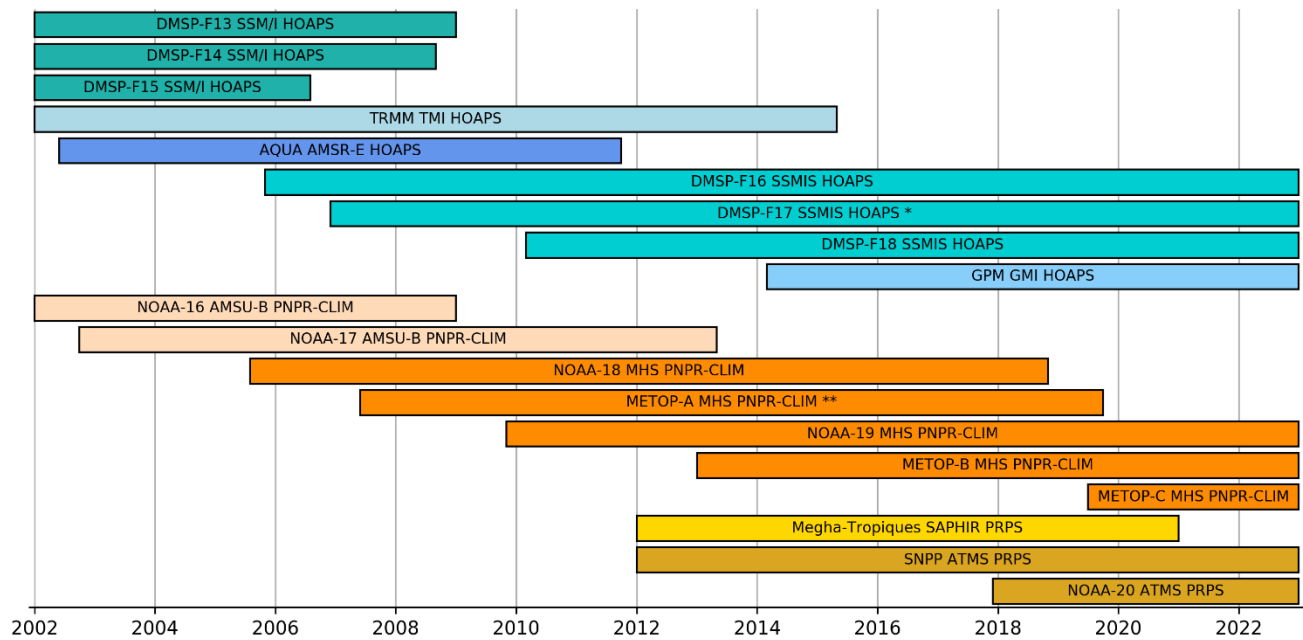 DMSP-F13 SSM/I HOAPS
DMSP-F14 SSM/I HOAPS
DMSP-F15 SSM/I HOAPS
TRMM TMI HOAPS
AQUA AMSR-E HOAPS
DMSP-F16 SSMIS HOAPS
DMSP-F17 SSMIS HOAPS *
DMSP-F18 SSMIS HOAPS
GPM GMI HOAPS
NOAA-16 AMSU-B PNPR-CLIM
NOAA-17 AMSU-B PNPR-CLIM
NOAA-18 MHS PNPR-CLIM
METOP-A MHS PNPR-CLIM **
NOAA-19 MHS PNPR-CLIM
METOP-B MHS PNPR-CLIM
METOP-C MHS PNPR-CLIM
Megha-Tropiques SAPHIR PRPS
SNPP ATMS PRPS
NOAA-20 ATMS PRPS
2002 2004 2006 2008 2010 2012 2014 2016 2018 2020 2022